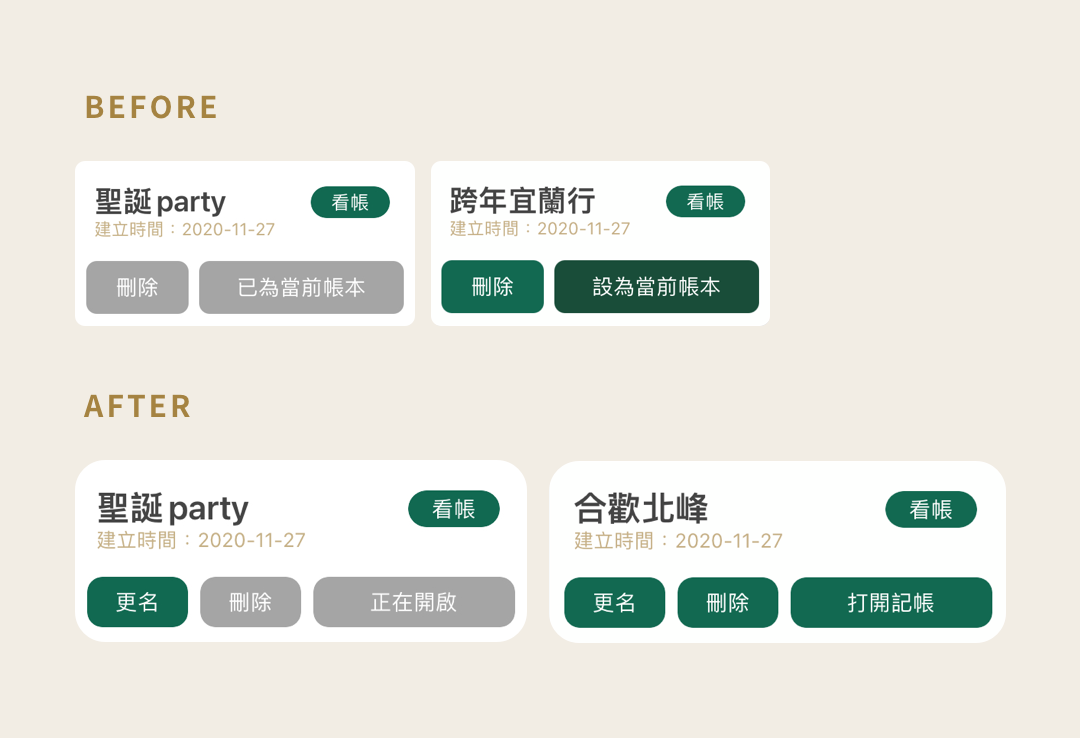 BEFORE
聖誕party 看帳
建立時間：2020-11-27
刪除 已為當前帳本
跨年宜蘭行 看帳
建立時間：2020-11-27
刪除 設為當前帳本
AFTER
聖誕party 看帳
建立時間：2020-11-27
更名 刪除 正在開啟
合歡北峰 看帳
建立時間：2020-11-27
更名 刪除 打開記帳